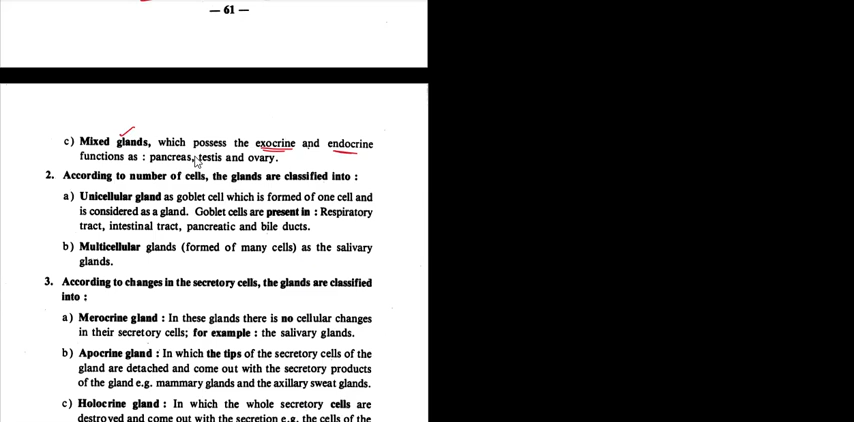 — 61 —
c) Mixed glands, which possess the exocrine and endocrine
functions as : pancreas, testis and ovary.
2. According to number of cells, the glands are classified into :
a) Unicellular gland as goblet cell which is formed of one cell and
is considered as a gland. Goblet cells are present in : Respiratory
tract, intestinal tract, pancreatic and bile ducts.
b) Multicellular glands (formed of many cells) as the salivary
glands.
3. According to changes in the secretory cells, the glands are classified
into :
a) Merocrine gland : In these glands there is no cellular changes
in their secretory cells; for example : the salivary glands.
b) Apocrine gland : In which the tips of the secretory cells of the
gland are detached and come out with the secretory products
of the gland e.g. mammary glands and the axillary sweat glands.
c) Holocrine gland : In which the whole secretory cells are
destroyed and come out with the secretion e.g. the cells of the